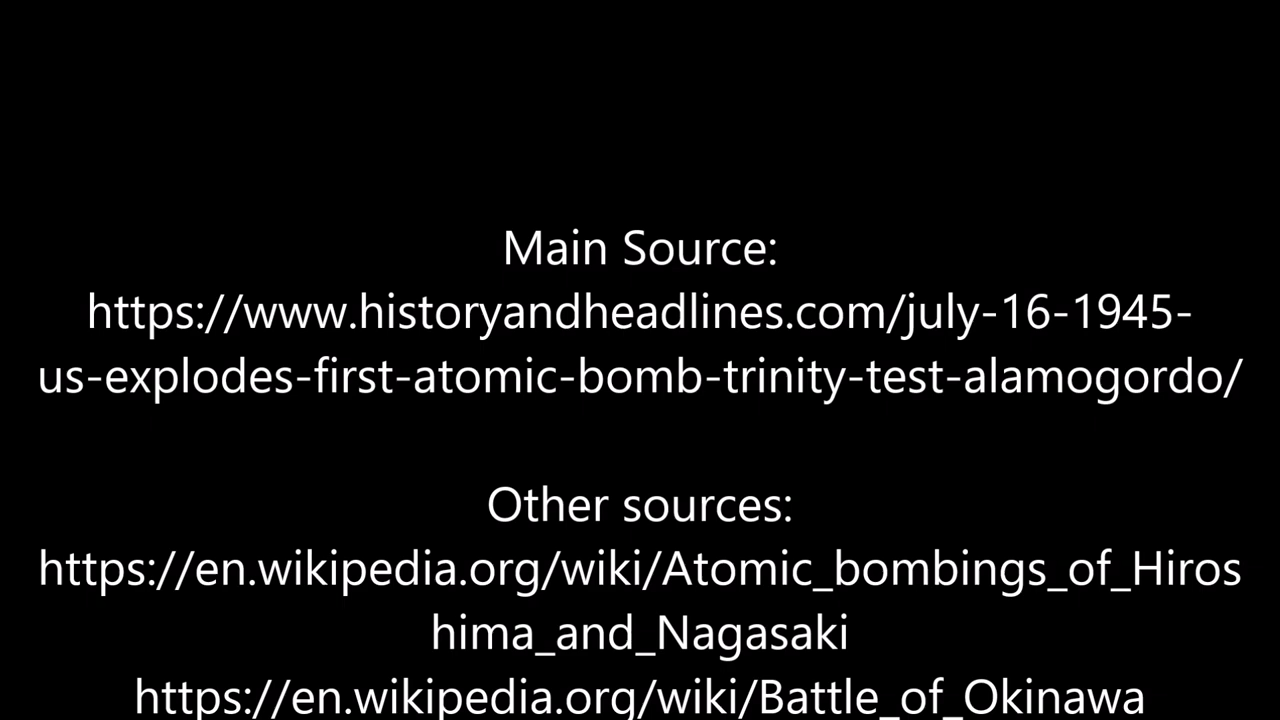 Main Source:
https://www.historyandheadlines.com/july-16-1945-
us-explodes-first-atomic-bomb-trinity-test-alamogordo/
Other sources:
https://en.wikipedia.org/wiki/Atomic_bombings_of_Hiros
hima_and_Nagasaki
https://en.wikipedia.org/wiki/Battle_of_Okinawa